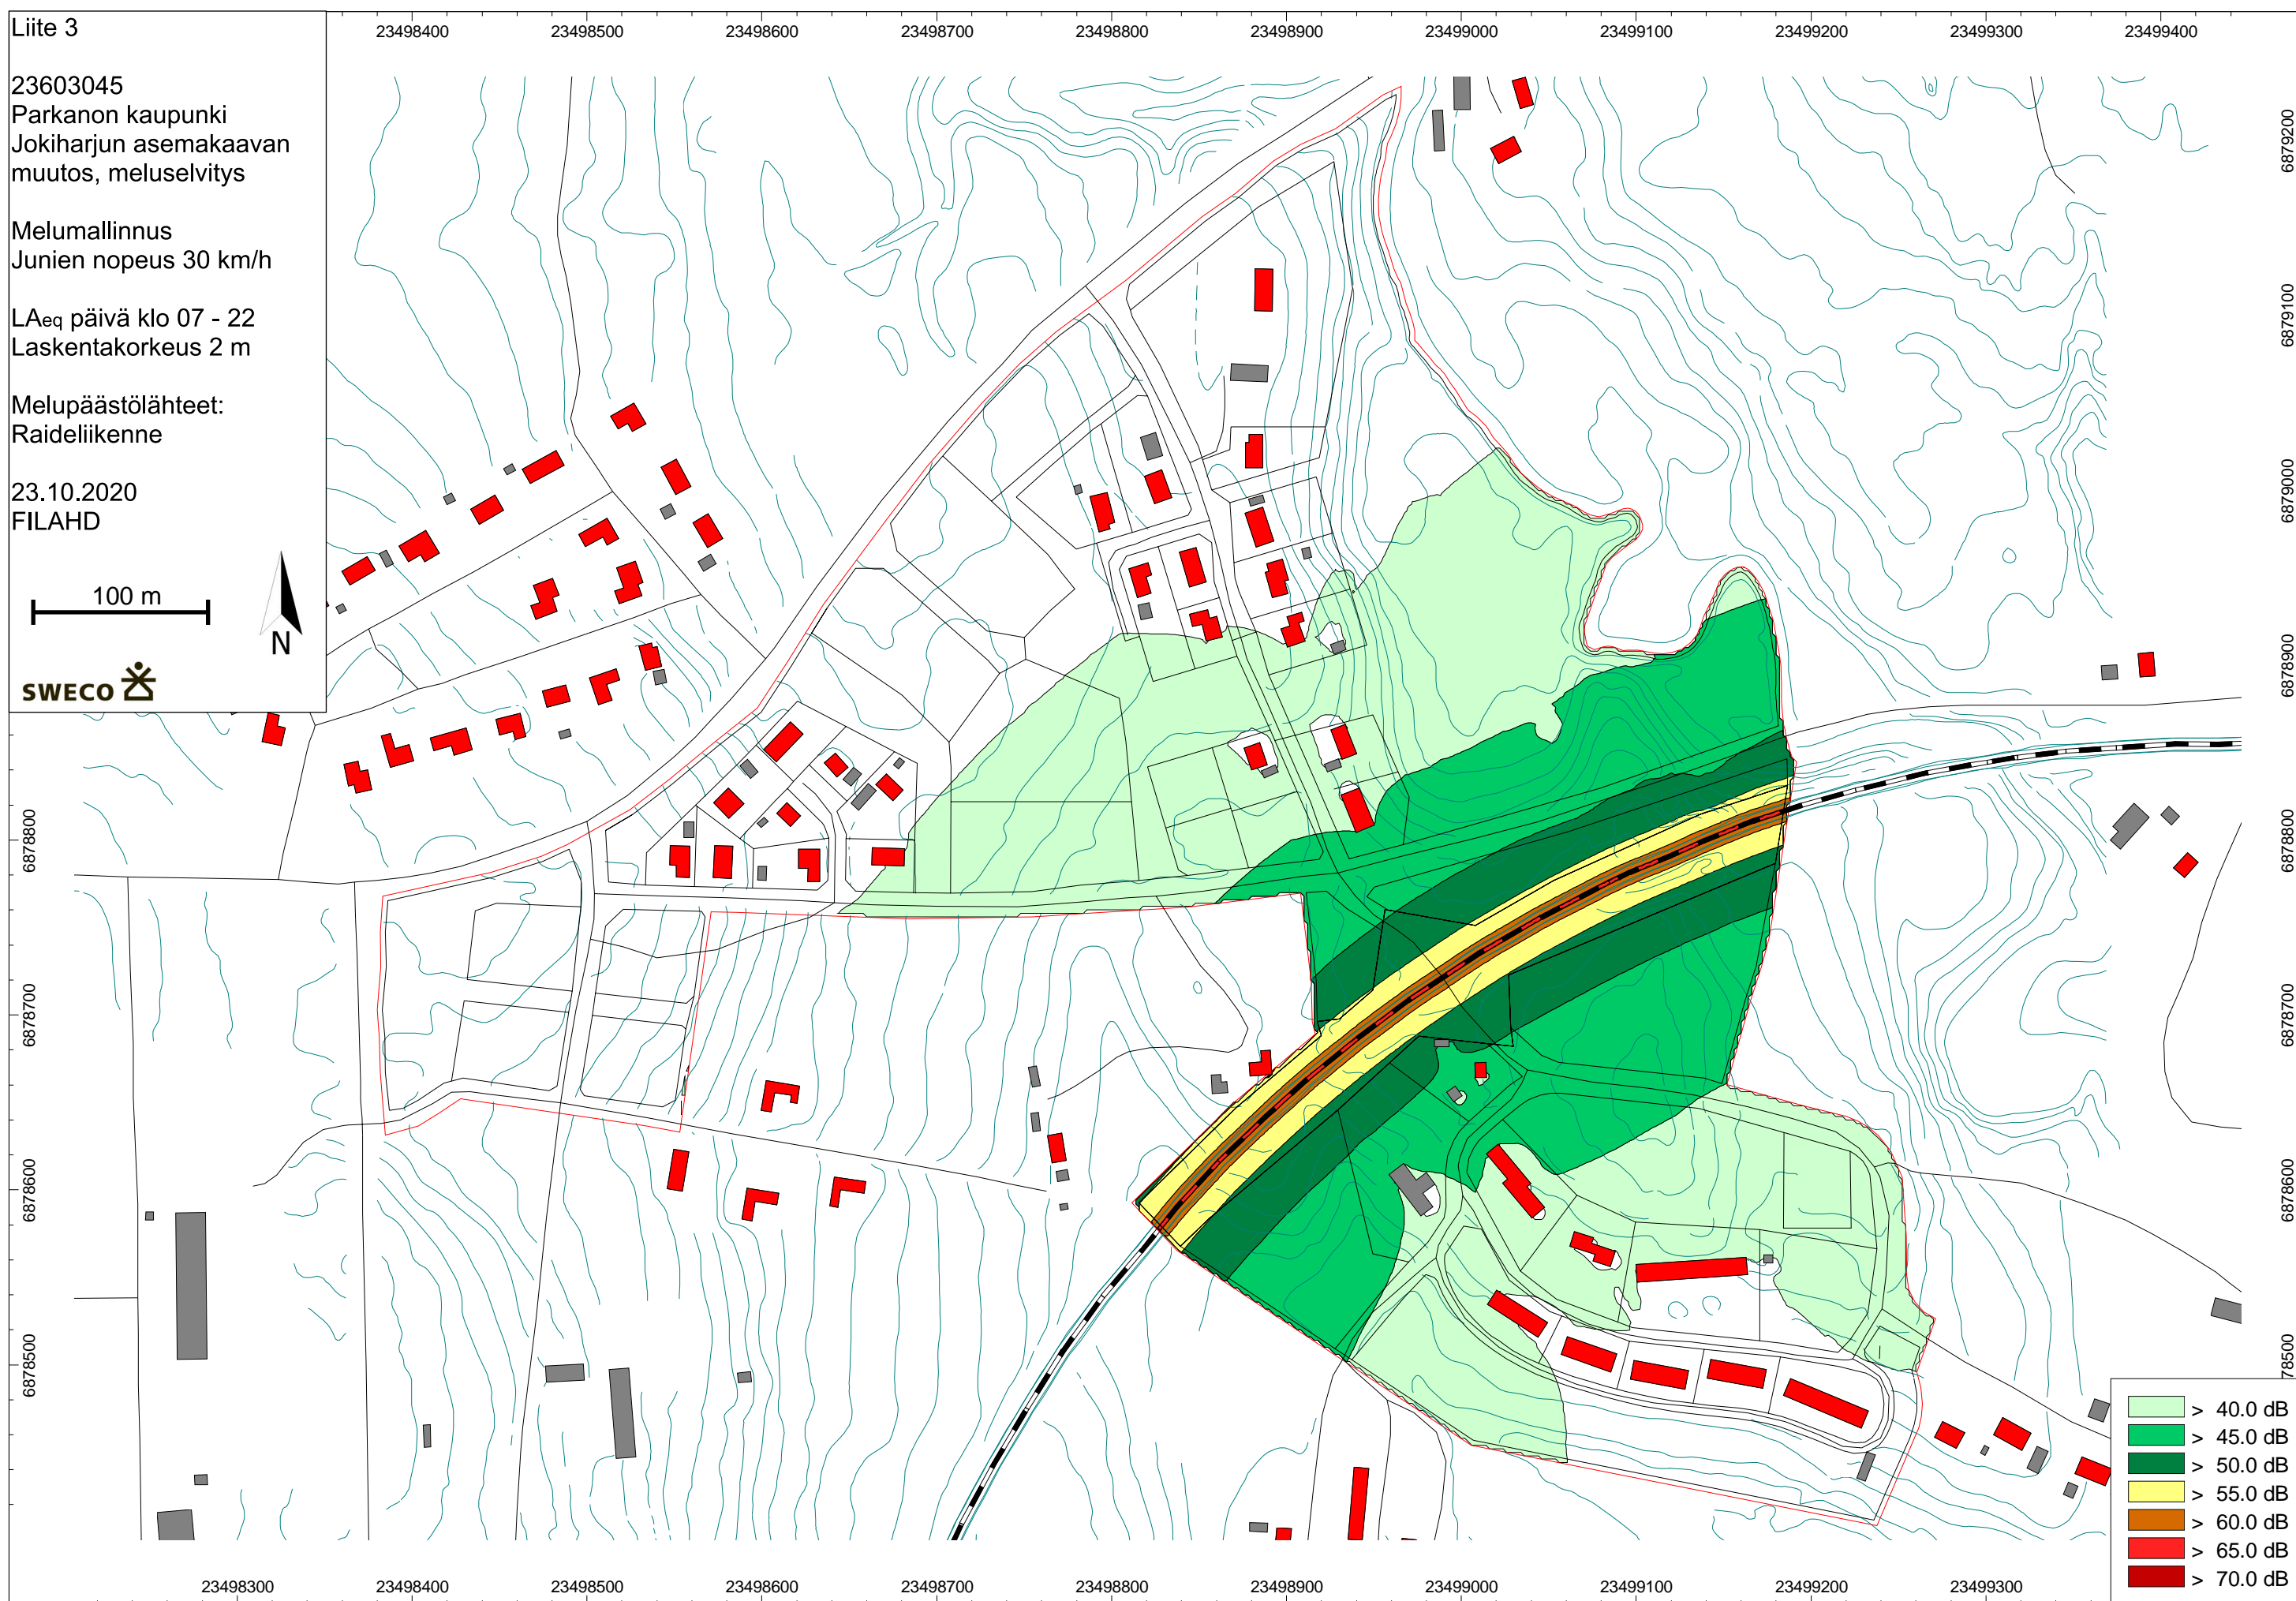 Liite 3
23603045
Parkanon kaupunki
Jokiharjun asemakaavan
muutos, meluselvitys
Melumallinnus
Junien nopeus 30 km/h
LAeq päivä klo 07 - 22
Laskentakorkeus 2 m
Melupäästölähteet:
Raideliikenne
23.10.2020
FILAHD
100 m
N
SWECO
23498400 23498500 23498600 23498700 23498800 23498900 23499000 23499100 23499200 23499300 23499400
6879200
6879100
6879000
6878900
6878800
6878700
6878600
6878500
6878800
6878700
6878600
6878500
> 40.0 dB
> 45.0 dB
> 50.0 dB
> 55.0 dB
> 60.0 dB
> 65.0 dB
> 70.0 dB
23498300 23498400 23498500 23498600 23498700 23498800 23498900 23499000 23499100 23499200 23499300